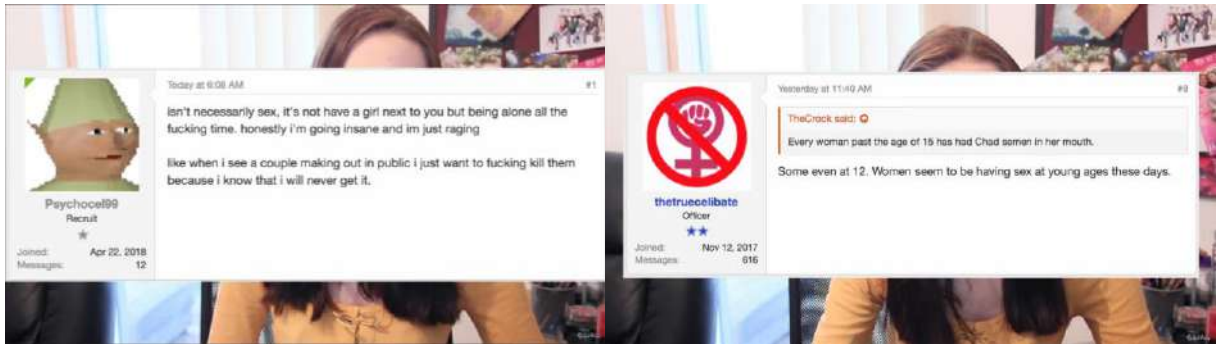 Today at 6:08 AM
#1
isn't necessarily sex, it's not have a girl next to you but being alone all the
fucking time. honestly i'm going insane and im just raging
like when i see a couple making out in public i just want to fucking kill them
because i know that i will never get it.
Psychocel99
Recruit
Joined: Apr 22, 2018
Messages: 12
Yesterday at 11:40 AM
TheCrock said:
Every woman past the age of 15 has had Chad semen in her mouth.
Some even at 12. Women seem to be having sex at young ages these days.
thetruecelibate
Officer
Joined: Nov 12, 2017
Messages: 616